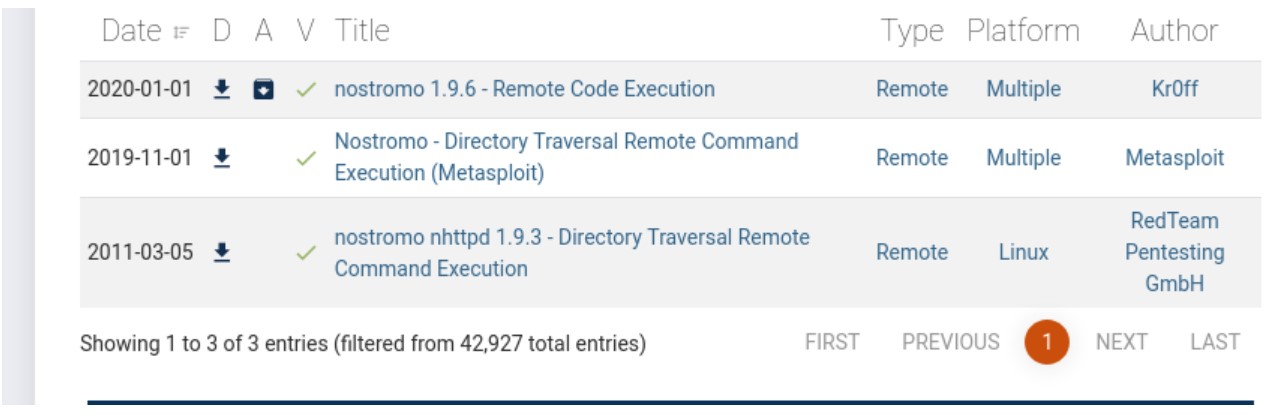 Date D A V Title Type Platform Author
2020-01-01 nostromo 1.9.6 - Remote Code Execution Remote Multiple Kr0ff
2019-11-01 Nostromo - Directory Traversal Remote Command
Execution (Metasploit) Remote Multiple Metasploit
2011-03-05 nostromo nhttpd 1.9.3 - Directory Traversal Remote
Command Execution Remote Linux RedTeam
Pentesting
GmbH
Showing 1 to 3 of 3 entries (filtered from 42,927 total entries) FIRST PREVIOUS 1 NEXT LAST